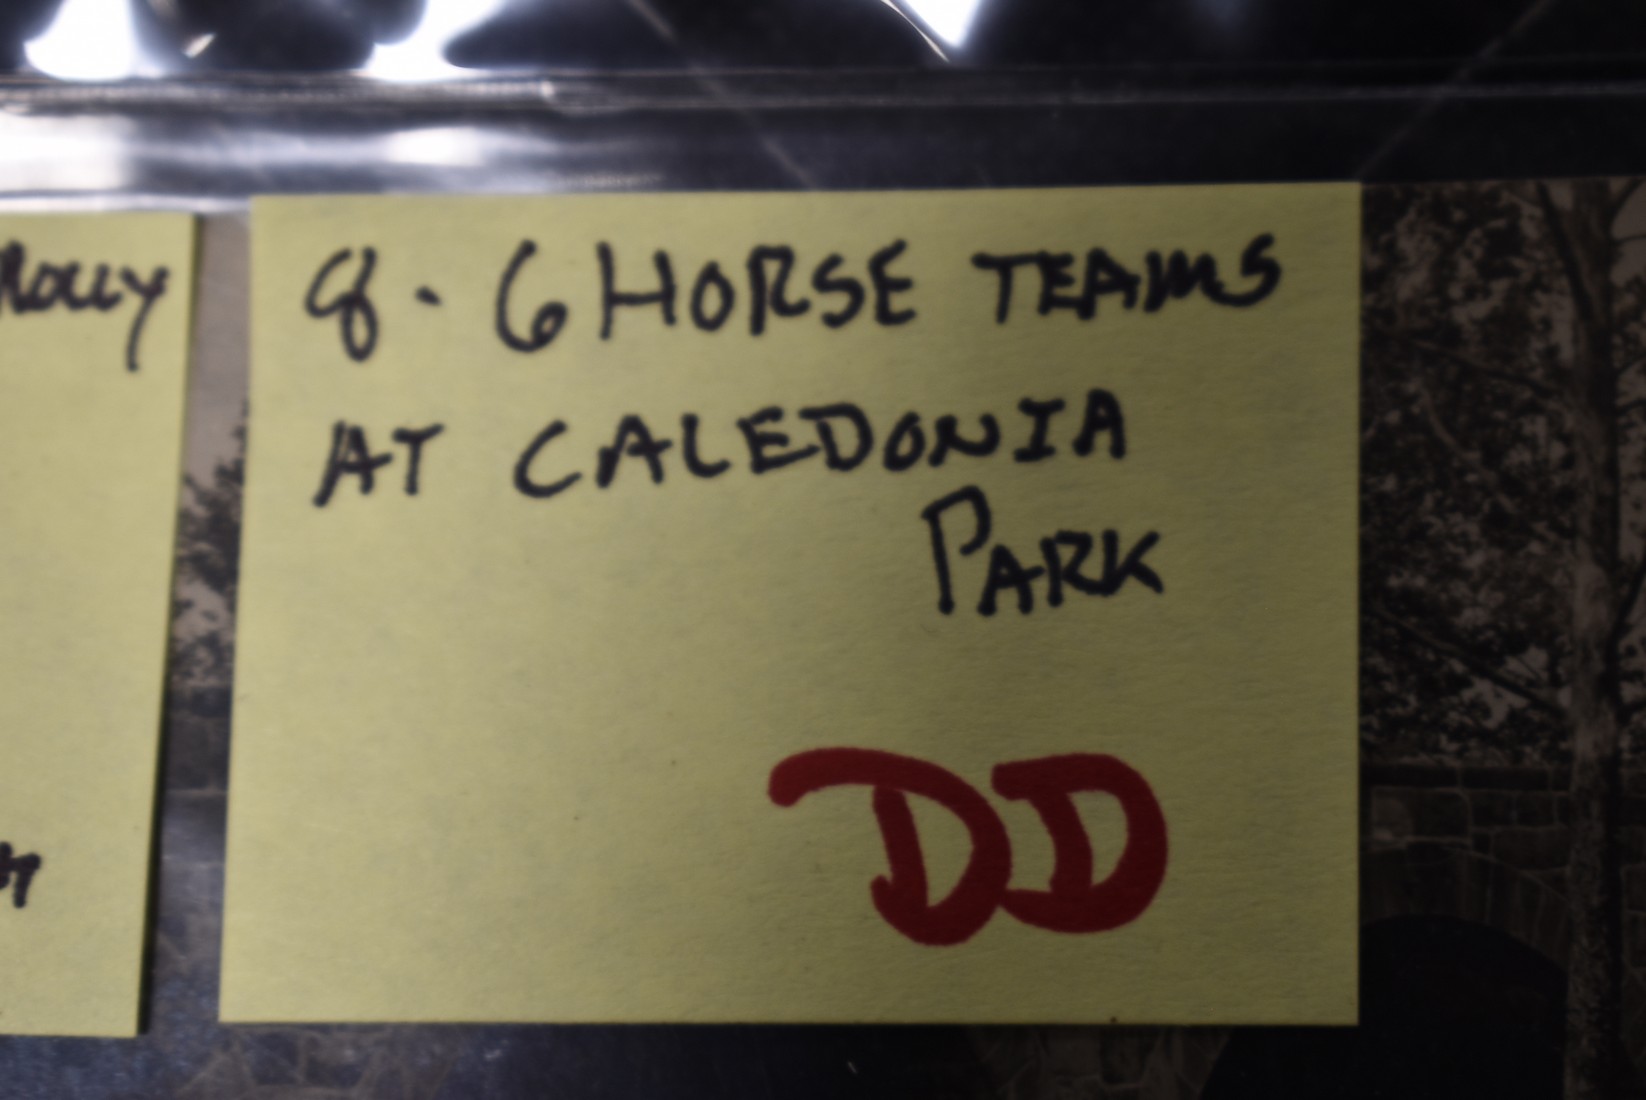 8 - 6 HORSE TEAMS
AT CALEDONIA
PARK
DD